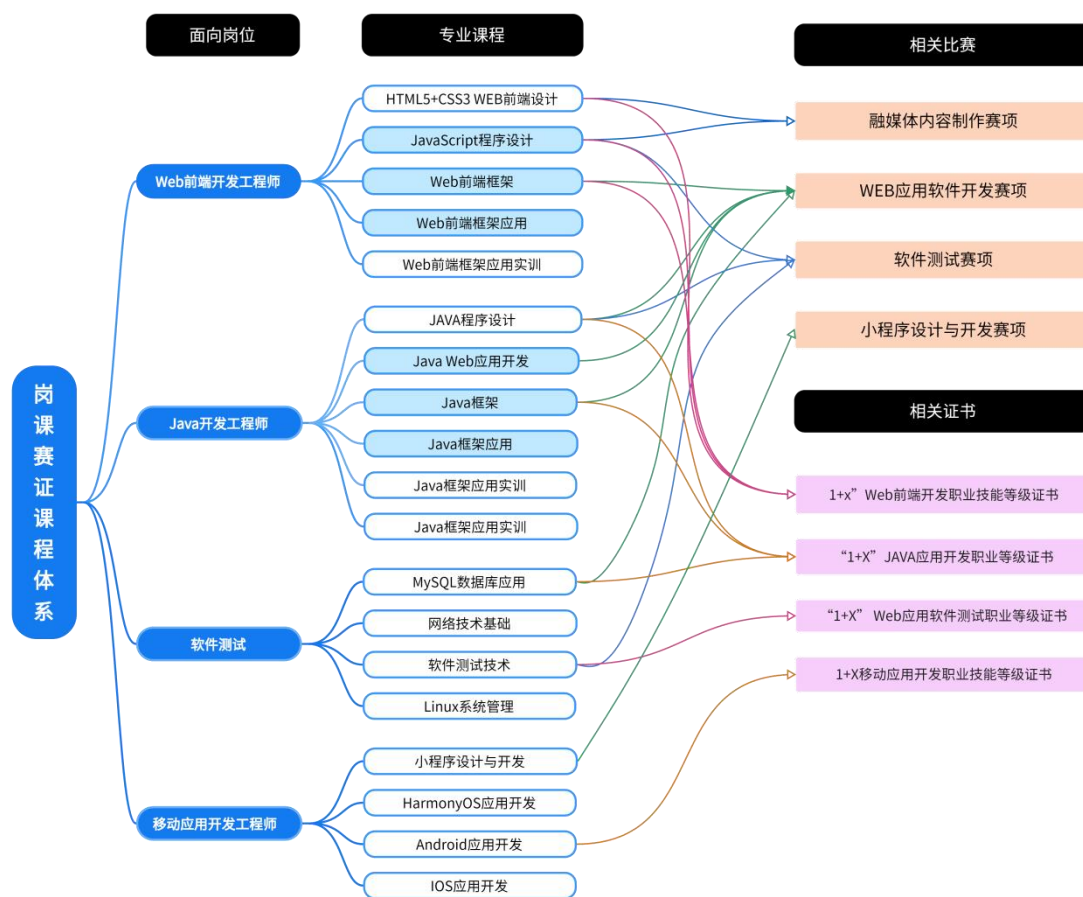 面向岗位
专业课程
相关比赛
岗课赛证课程体系
Web前端开发工程师
HTML5+CSS3 WEB前端设计
JavaScript程序设计
Web前端框架
Web前端框架应用
Web前端框架应用实训
Java开发工程师
JAVA程序设计
Java Web应用开发
Java框架
Java框架应用
Java框架应用实训
Java框架应用实训
软件测试
MySQL数据库应用
网络技术基础
软件测试技术
Linux系统管理
移动应用开发工程师
小程序设计与开发
HarmonyOS应用开发
Android应用开发
IOS应用开发
融媒体内容制作赛项
WEB应用软件开发赛项
软件测试赛项
小程序设计与开发赛项
相关证书
1+x”Web前端开发职业技能等级证书
“1+X”JAVA应用开发职业等级证书
“1+X” Web应用软件测试职业等级证书
1+X移动应用开发职业技能等级证书